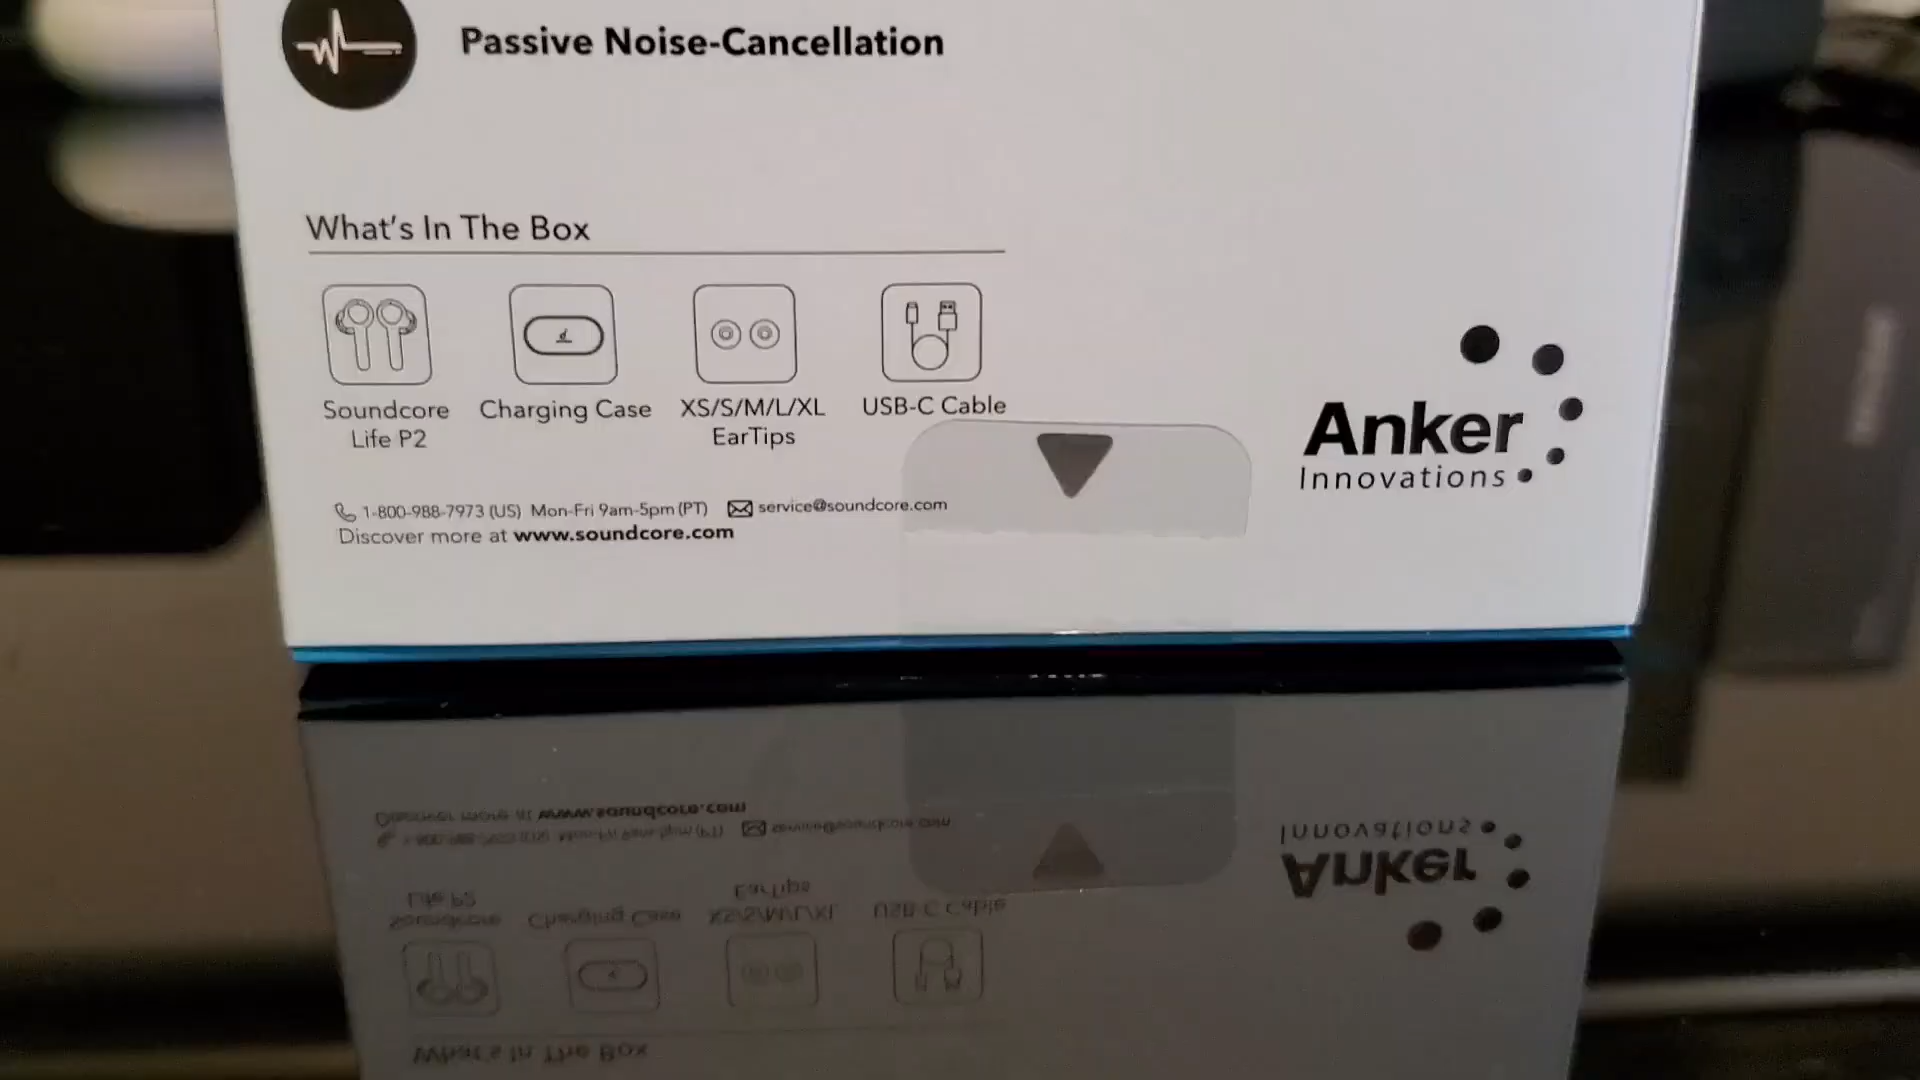 Passive Noise-Cancellation
What's In The Box
Soundcore
Life P2
Charging Case
XS/S/M/L/XL
EarTips
USB-C Cable
Anker
Innovations
1-800-988-7973 (US) Mon-Fri 9am-5pm (PT) service@soundcore.com
Discover more at www.soundcore.com